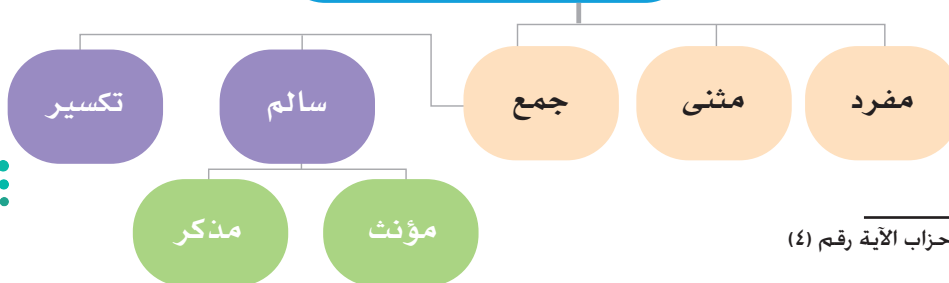 مفرد
مثنى
جمع
سالم
تكسير
مؤنث
مذكر
حزاب الآية رقم (٤)